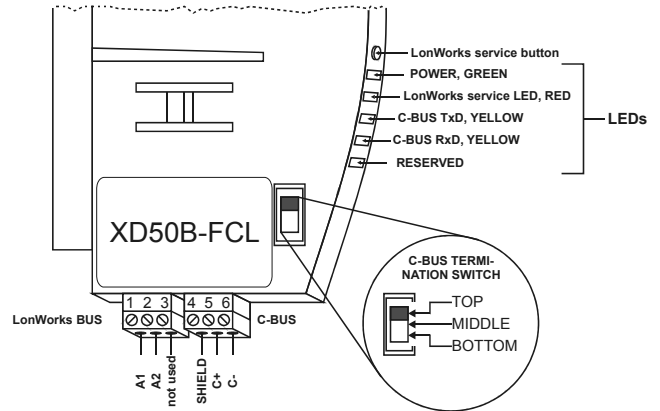 LonWorks service button
POWER, GREEN
LonWorks service LED, RED
C-BUS TxD, YELLOW
LEDs
C-BUS RxD, YELLOW
RESERVED
XD50B-FCL
C-BUS TERMI-
NATION SWITCH
TOP
MIDDLE
BOTTOM
1 2 3 4 5 6
LonWorks BUS
C-BUS
A1
A2
not used
SHIELD
C+
C-